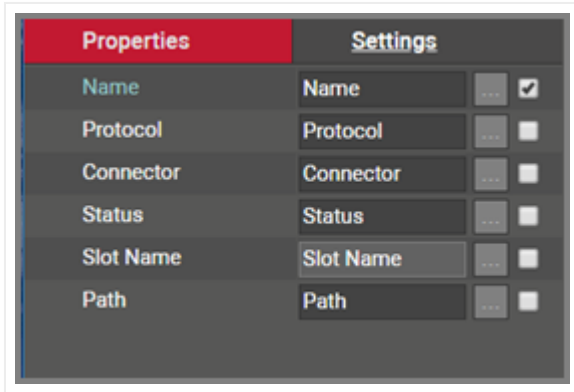 Properties Settings
Name Name ...
Protocol Protocol ...
Connector Connector ...
Status Status ...
Slot Name Slot Name ...
Path Path ...